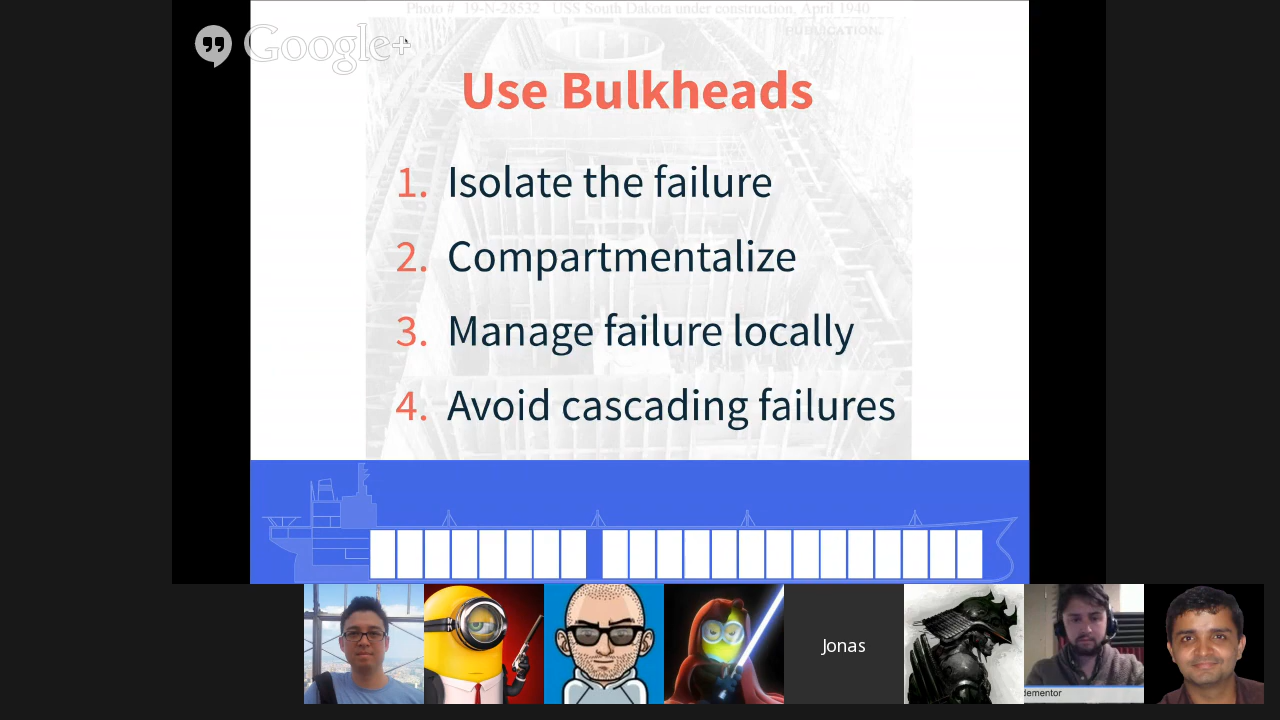 Photo # 19-N-28532 USS South Dakota under construction, April 1940
PUBLICATION.
Google+
Use Bulkheads
1. Isolate the failure
2. Compartmentalize
3. Manage failure locally
4. Avoid cascading failures
Jonas
dementor